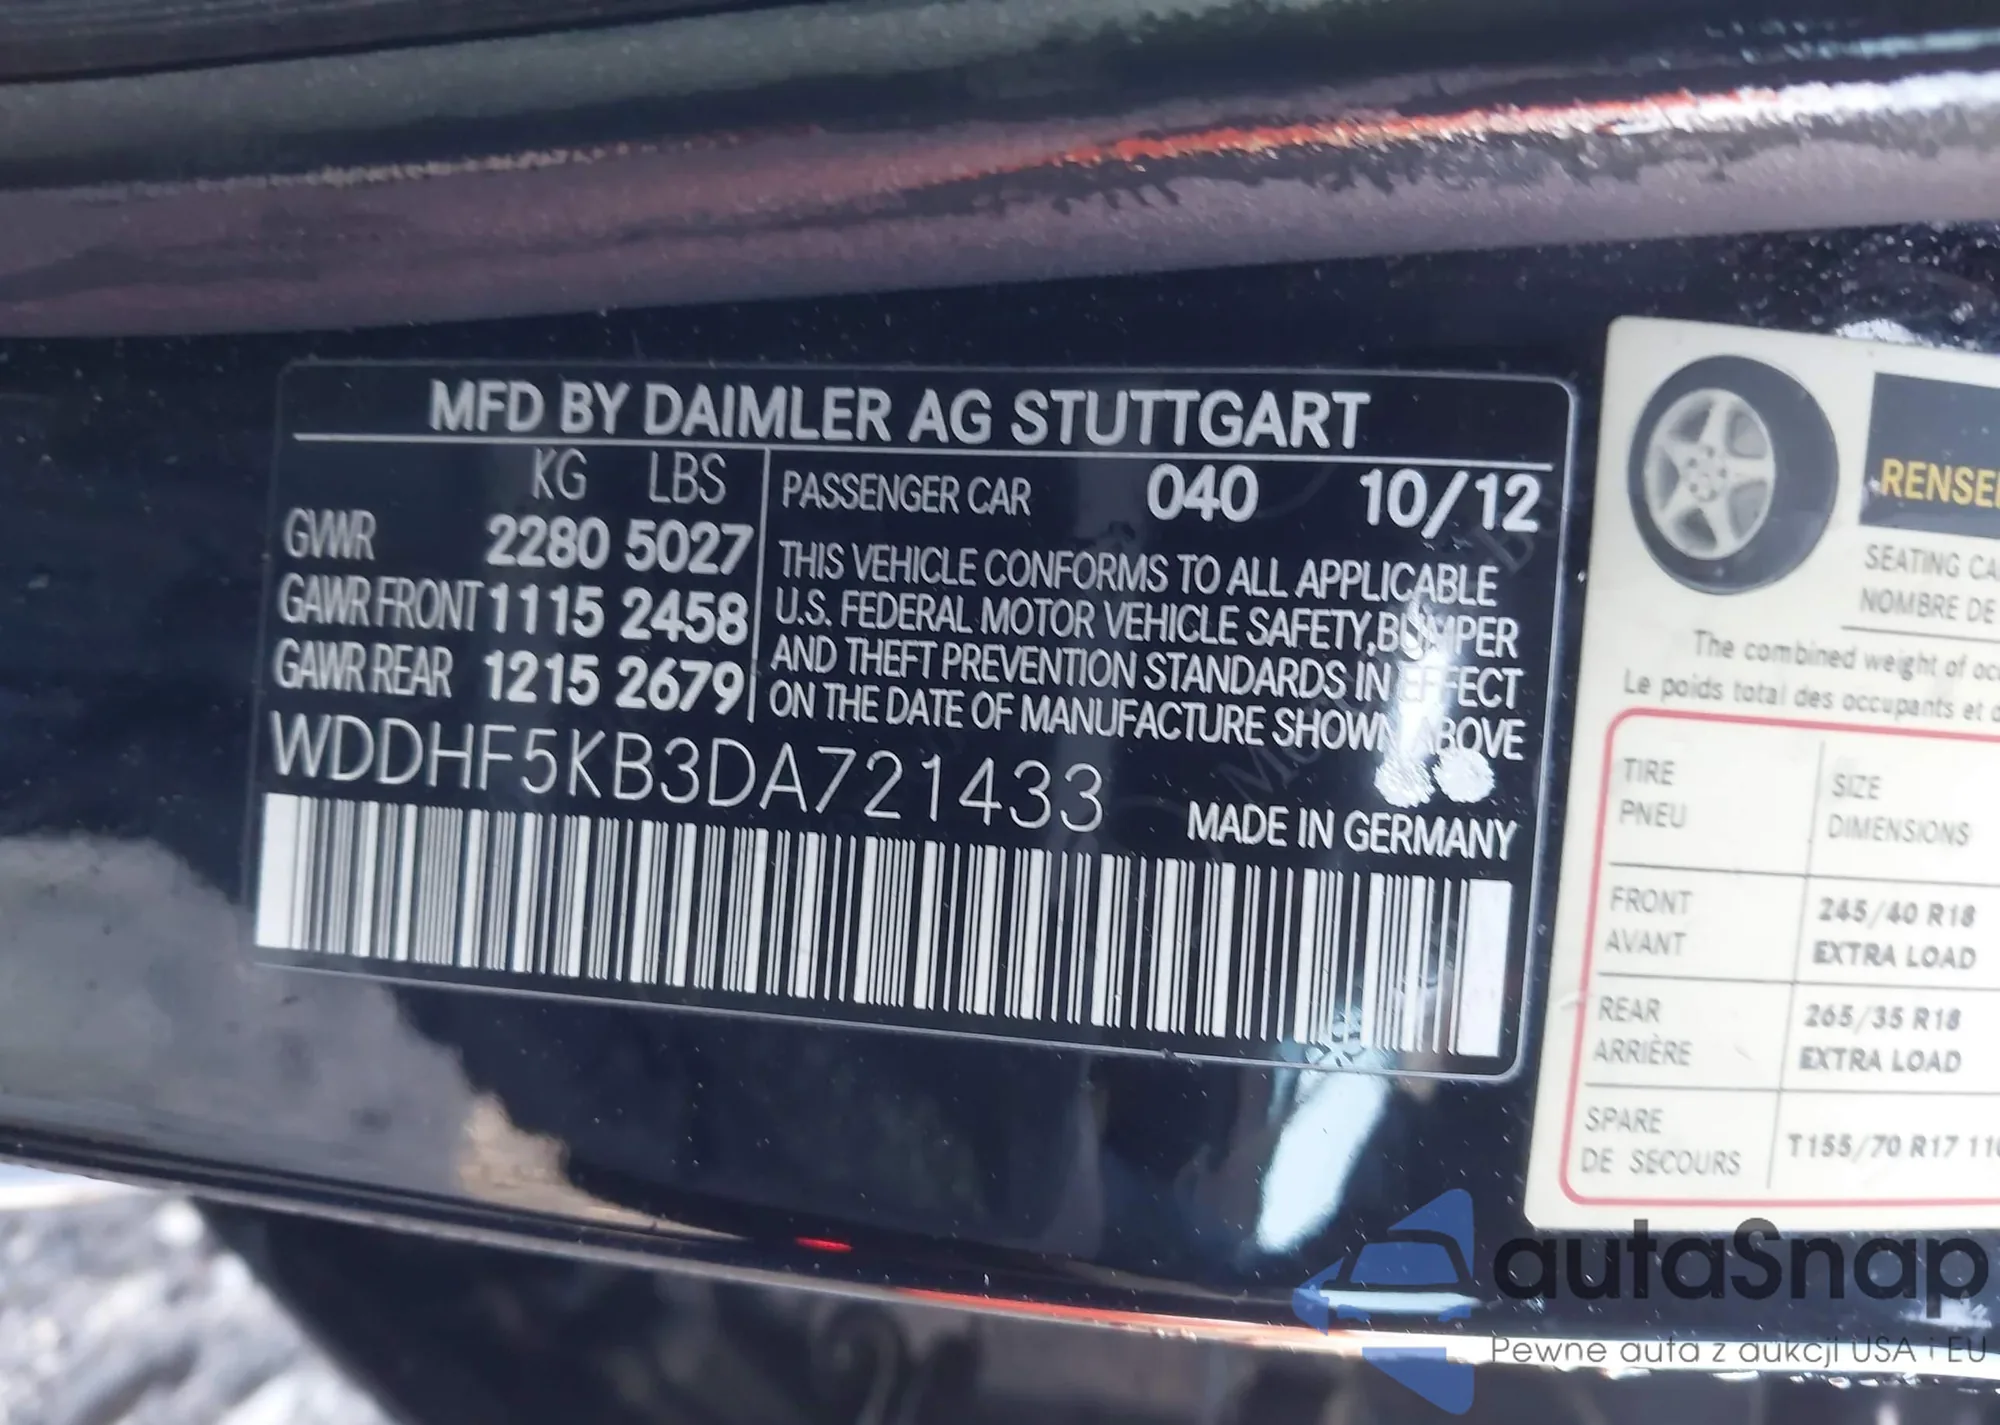 MFD BY DAIMLER AG STUTTGART
KG LBS
GVWR 2280 5027
GAWR FRONT 1115 2458
GAWR REAR 1215 2679
PASSENGER CAR 040 10/12
THIS VEHICLE CONFORMS TO ALL APPLICABLE
U.S. FEDERAL MOTOR VEHICLE SAFETY,BUMPER
AND THEFT PREVENTION STANDARDS IN EFFECT
ON THE DATE OF MANUFACTURE SHOWN ABOVE
WDDHF5KB3DA721433
MADE IN GERMANY
RENSE
SEATING CA
NOMBRE DE
The combined weight of oc
Le poids total des occupants et d
TIRE SIZE
PNEU DIMENSIONS
FRONT 245/40 R18
AVANT EXTRA LOAD
REAR 265/35 R18
ARRIÈRE EXTRA LOAD
SPARE
DE SECOURS
T155/70 R17 11
autaSnap
Pewne auta z aukcji USA i EU